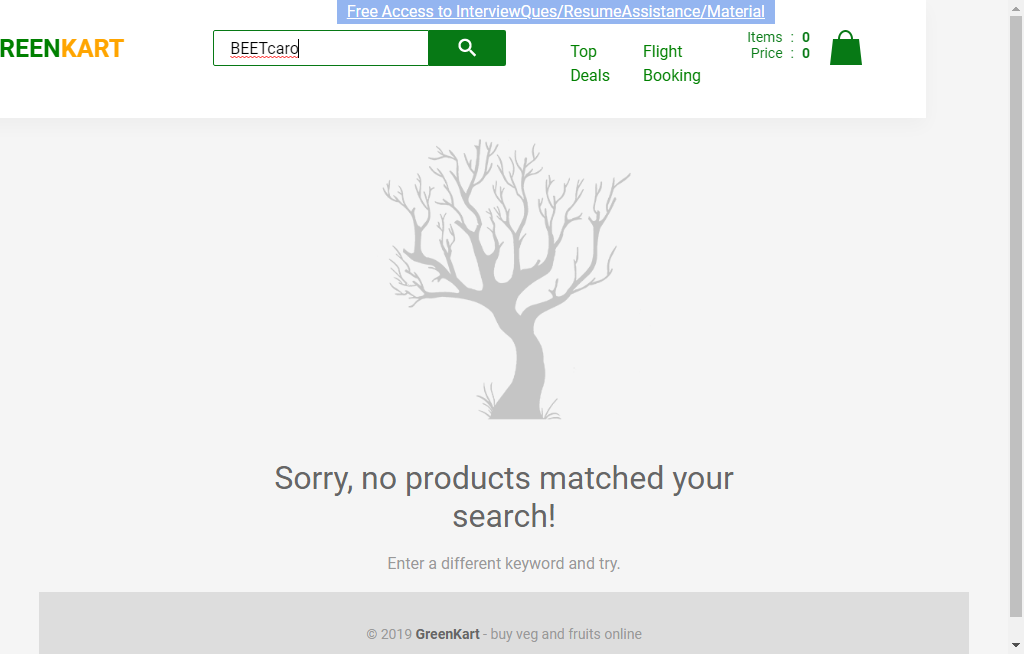 Free Access to InterviewQues/ResumeAssistance/Material
REENKART
BEETcaro
Top
Deals
Flight
Booking
Items : 0
Price : 0
Sorry, no products matched your
search!
Enter a different keyword and try.
© 2019 GreenKart - buy veg and fruits online